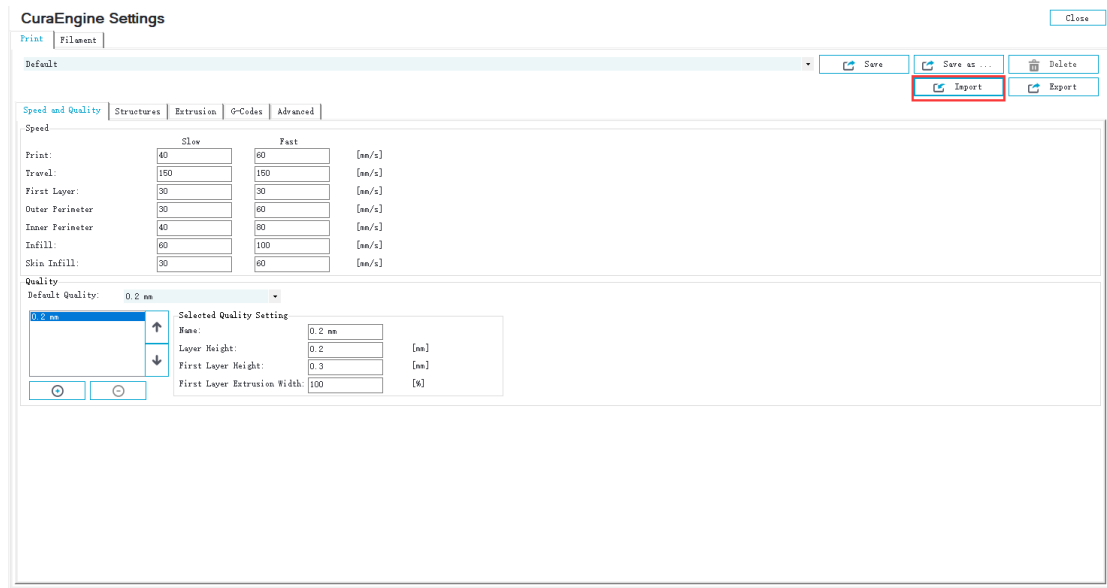 CuraEngine Settings Close
Print Filament
Default Save Save as ... Delete
Import Export
Speed and Quality Structures Extrusion G-Codes Advanced
Speed
Slow Fast
Print: 40 60 [mm/s]
Travel: 150 150 [mm/s]
First Layer: 30 30 [mm/s]
Outer Perimeter 30 60 [mm/s]
Inner Perimeter 40 80 [mm/s]
Infill: 60 100 [mm/s]
Skin Infill: 30 60 [mm/s]
Quality
Default Quality: 0.2 mm
0.2 mm
Selected Quality Setting
Name: 0.2 mm
Layer Height: 0.2 [mm]
First Layer Height: 0.3 [mm]
First Layer Extrusion Width: 100 [%]